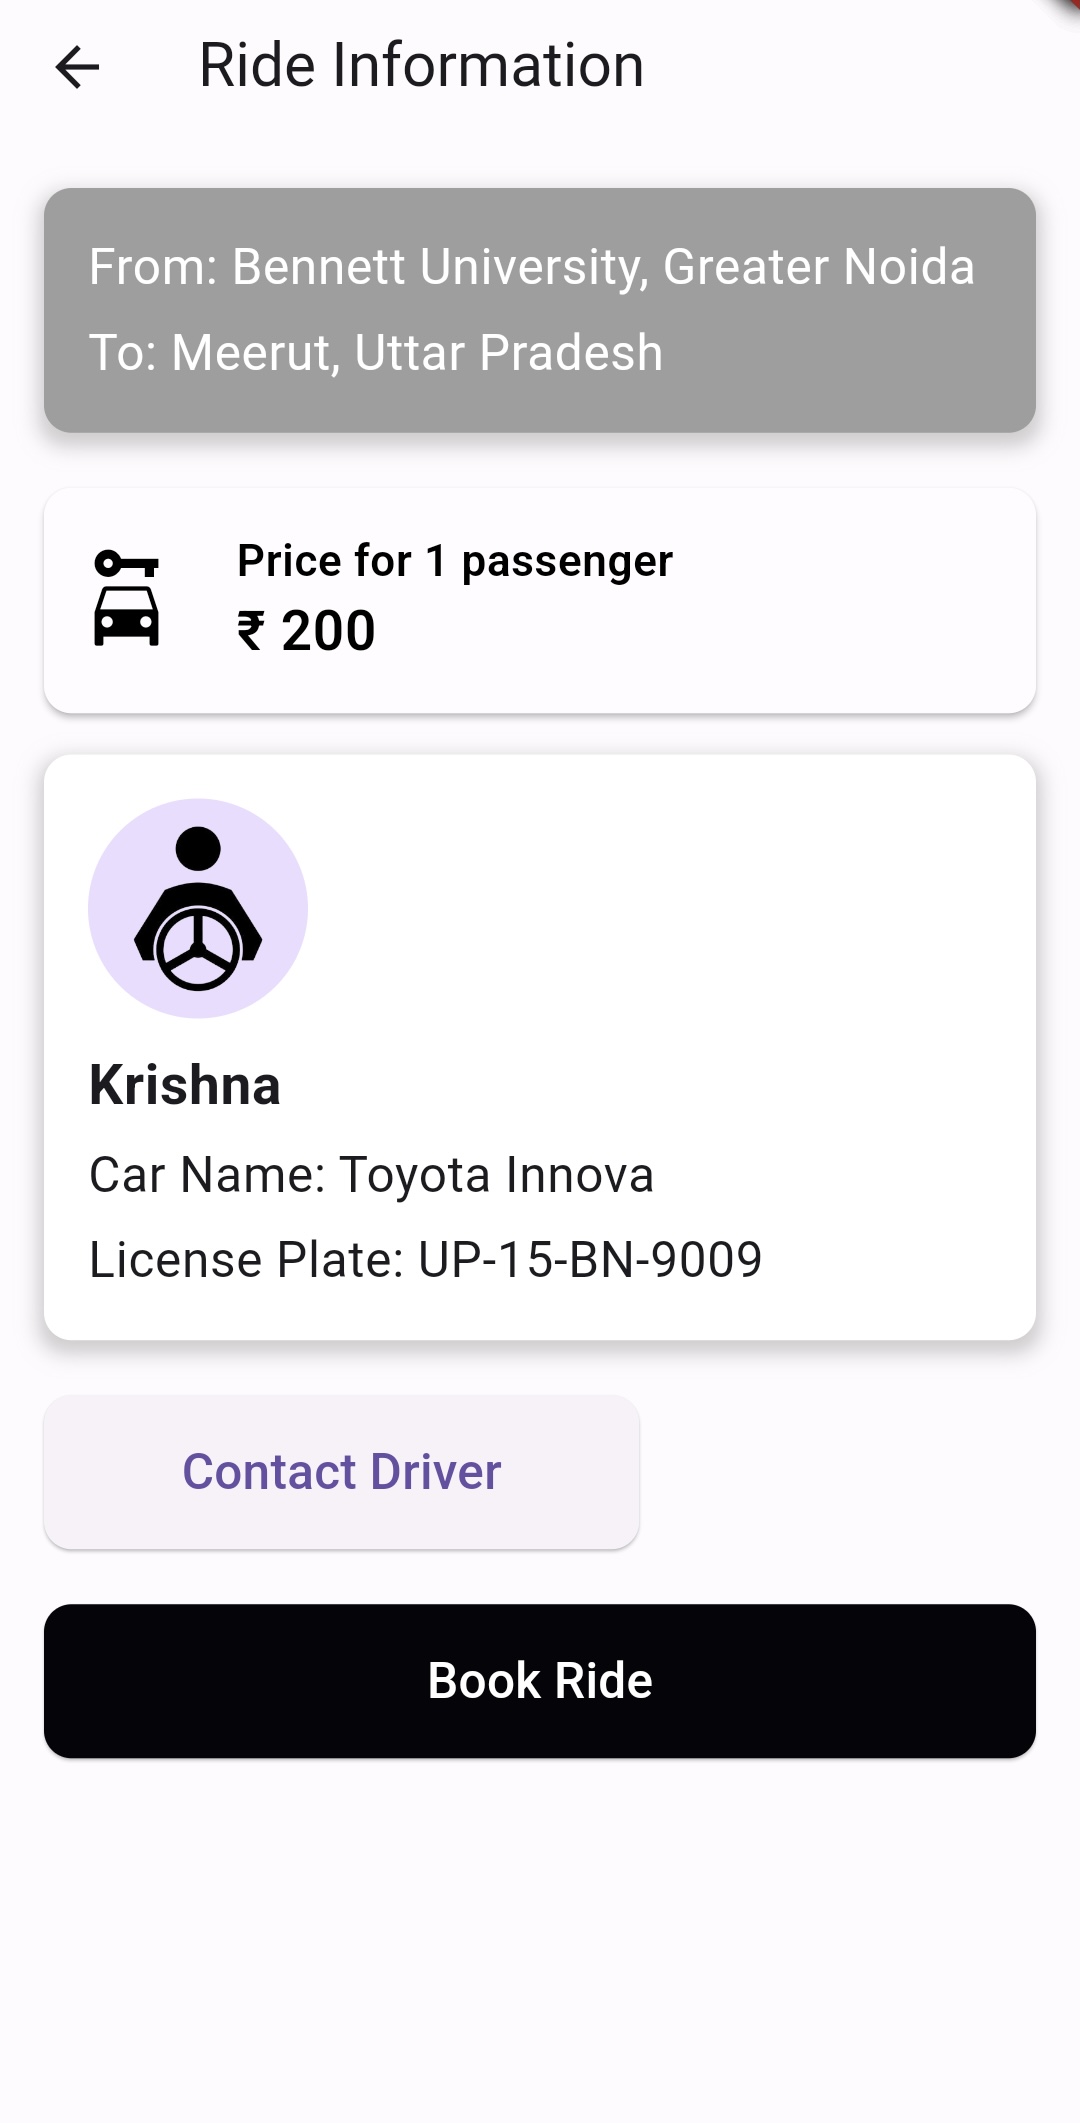 Ride Information
From: Bennett University, Greater Noida
To: Meerut, Uttar Pradesh
Price for 1 passenger
₹ 200
Krishna
Car Name: Toyota Innova
License Plate: UP-15-BN-9009
Contact Driver
Book Ride